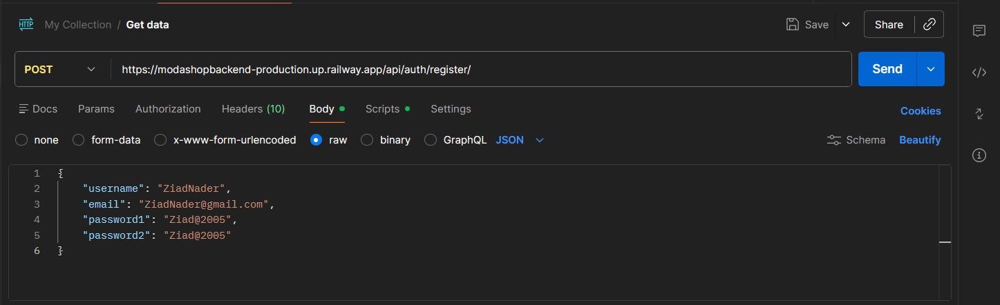 HTTP My Collection / Get data Save Share
POST https://modashopbackend-production.up.railway.app/api/auth/register/ Send
Docs Params Authorization Headers (10) Body Scripts Settings Cookies
none form-data x-www-form-urlencoded raw binary GraphQL JSON Schema Beautify
1 {
2 "username": "ZiadNader",
3 "email": "ZiadNader@gmail.com",
4 "password1": "Ziad@2005",
5 "password2": "Ziad@2005"
6 }